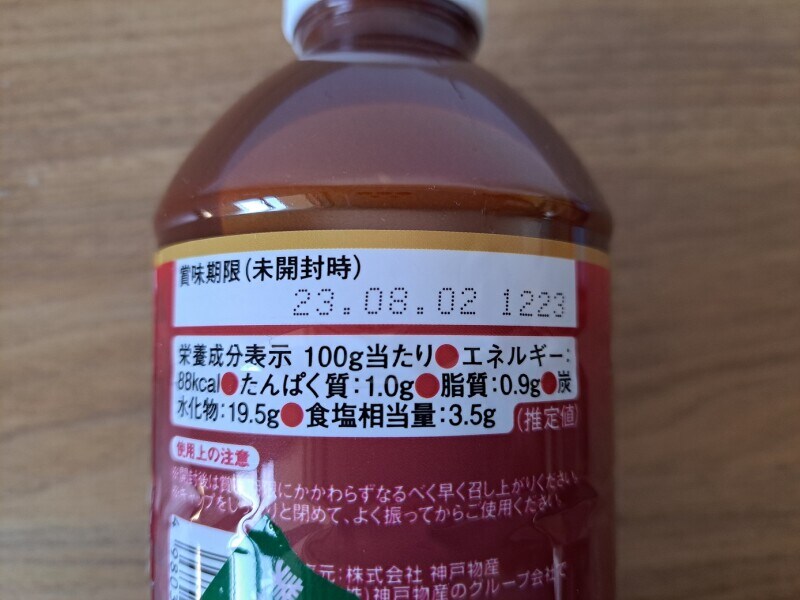 賞味期限(未開封時)
23.08.02 1223
栄養成分表示 100g当たり●エネルギー:
88kcal●たんぱく質:1.0g●脂質:0.9g●炭
水化物:19.5g●食塩相当量:3.5g (推定値)
使用上の注意
にかかわらずなるべく早く召し上がりください。
と閉めて、よく振ってからご使用ください。
元:株式会社 神戸物産
神戸物産のグループ会社で